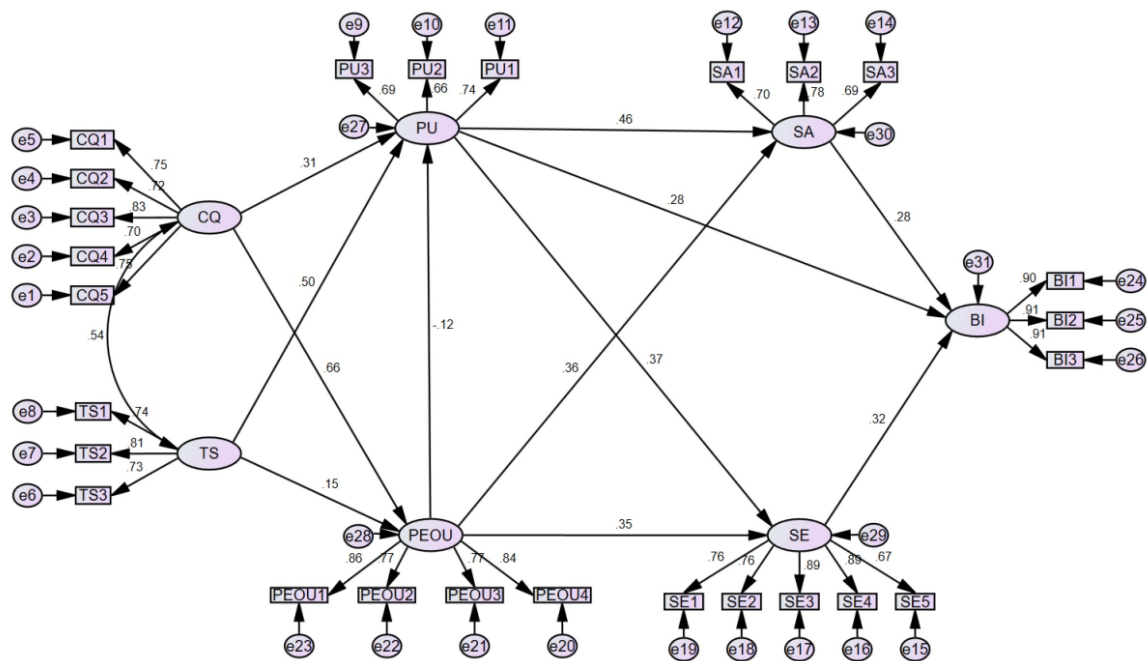 e9 e10 e11 e12 e13 e14
PU3 PU2 PU1 SA1 SA2 SA3
.69 .66 .74 .70 .78 .69
e27 PU .46 SA e30
e5 CQ1
.75 .31
e4 CQ2
.72
e3 CQ3 .83 CQ .28 .28
e2 CQ4 .70
.75
e1 CQ5
e31
.90 BI1 e24
.50
BI .91 BI2 e25
-.12
.91 BI3 e26
.54
.66 .36 .37
.32
e8 TS1 .74
e7 TS2 .81 TS
.73
e6 TS3
.15
e28 PEOU .35 SE e29
.86 .77 .77 .84 .76 .76 .89 .89 .67
PEOU1 PEOU2 PEOU3 PEOU4 SE1 SE2 SE3 SE4 SE5
e23 e22 e21 e20 e19 e18 e17 e16 e15